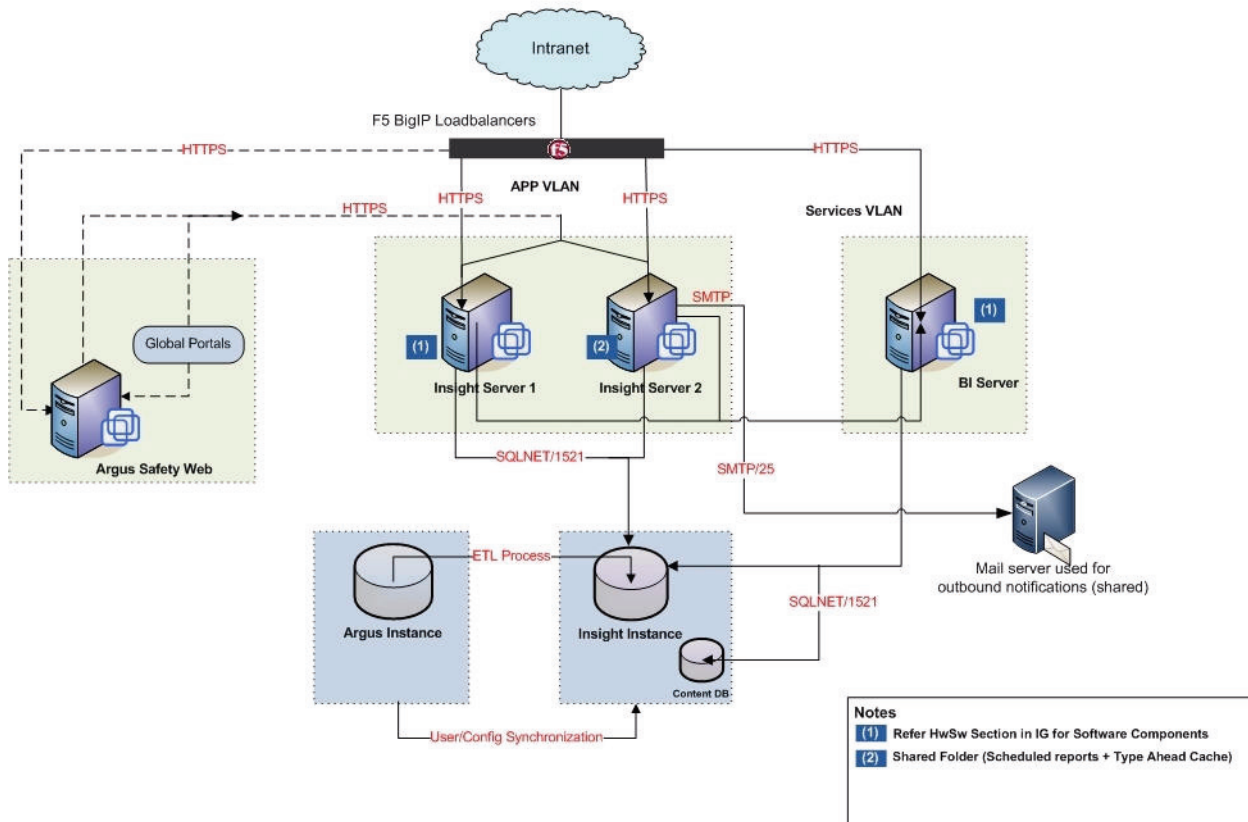 Intranet
F5 BigIP Loadbalancers
f5
HTTPS
HTTPS
APP VLAN
HTTPS
HTTPS
HTTPS
Services VLAN
SMTP
(1)
Global Portals
(1)
(2)
Insight Server 1
Insight Server 2
BI Server
Argus Safety Web
SQLNET/1521
SMTP/25
ETL Process
Mail server used for
outbound notifications (shared)
SQLNET/1521
Argus Instance
Insight Instance
Content DB
User/Config Synchronization
Notes
(1) Refer HwSw Section in IG for Software Components
(2) Shared Folder (Scheduled reports + Type Ahead Cache)